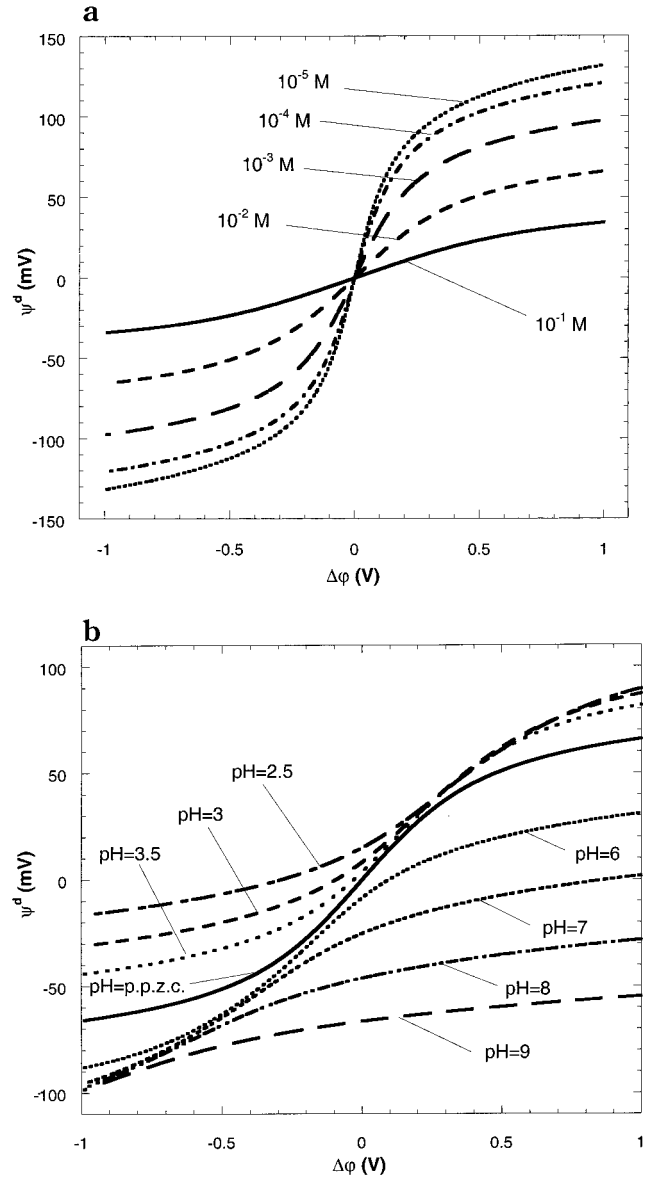 a
150
100
50
0
-50
-100
-150
ψᵈ (mV)
10⁻⁵ M
10⁻⁴ M
10⁻³ M
10⁻² M
10⁻¹ M
-1 -0.5 0 0.5 1
Δφ (V)
b
100
50
0
-50
-100
ψᵈ (mV)
pH=2.5
pH=3
pH=3.5
pH=p.p.z.c.
pH=6
pH=7
pH=8
pH=9
-1 -0.5 0 0.5 1
Δφ (V)